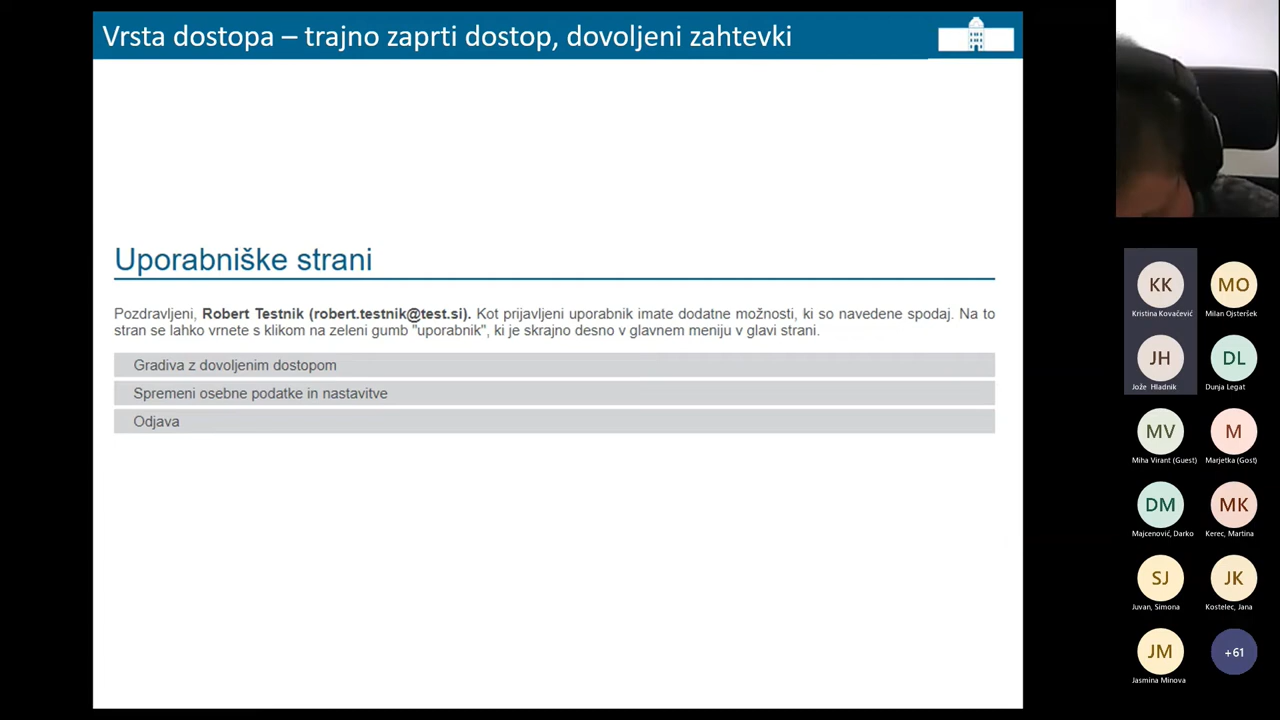 Vrsta dostopa – trajno zaprti dostop, dovoljeni zahtevki
Uporabniške strani
Pozdravljeni, Robert Testnik (robert.testnik@test.si). Kot prijavljeni uporabnik imate dodatne možnosti, ki so navedene spodaj. Na to
stran se lahko vrnete s klikom na zeleni gumb "uporabnik", ki je skrajno desno v glavnem meniju v glavi strani.
Gradiva z dovoljenim dostopom
Spremeni osebne podatke in nastavitve
Odjava
KK
MO
Kristina Kovačević
Milan Ojsteršek
JH
DL
Jože Hladnik
Dunja Legat
MV
M
Miha Virant (Guest)
Marjetka (Gost)
DM
MK
Majcenović, Darko
Kerec, Martina
SJ
JK
Juvan, Simona
Kostelec, Jana
JM
+61
Jasmina Minova